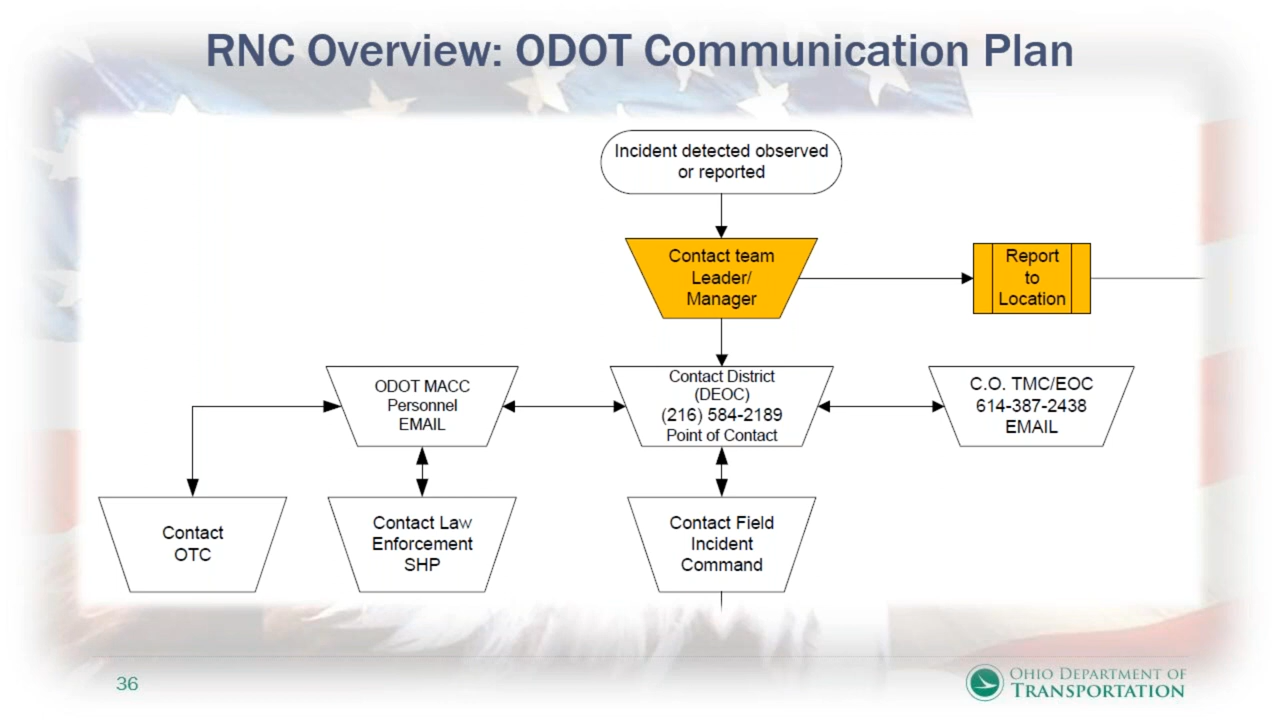 RNC Overview: ODOT Communication Plan
Incident detected observed
or reported
Contact team
Leader/
Manager
Report
to
Location
ODOT MACC
Personnel
EMAIL
Contact District
(DEOC)
(216) 584-2189
Point of Contact
C.O. TMC/EOC
614-387-2438
EMAIL
Contact
OTC
Contact Law
Enforcement
SHP
Contact Field
Incident
Command
36
OHIO DEPARTMENT OF
TRANSPORTATION